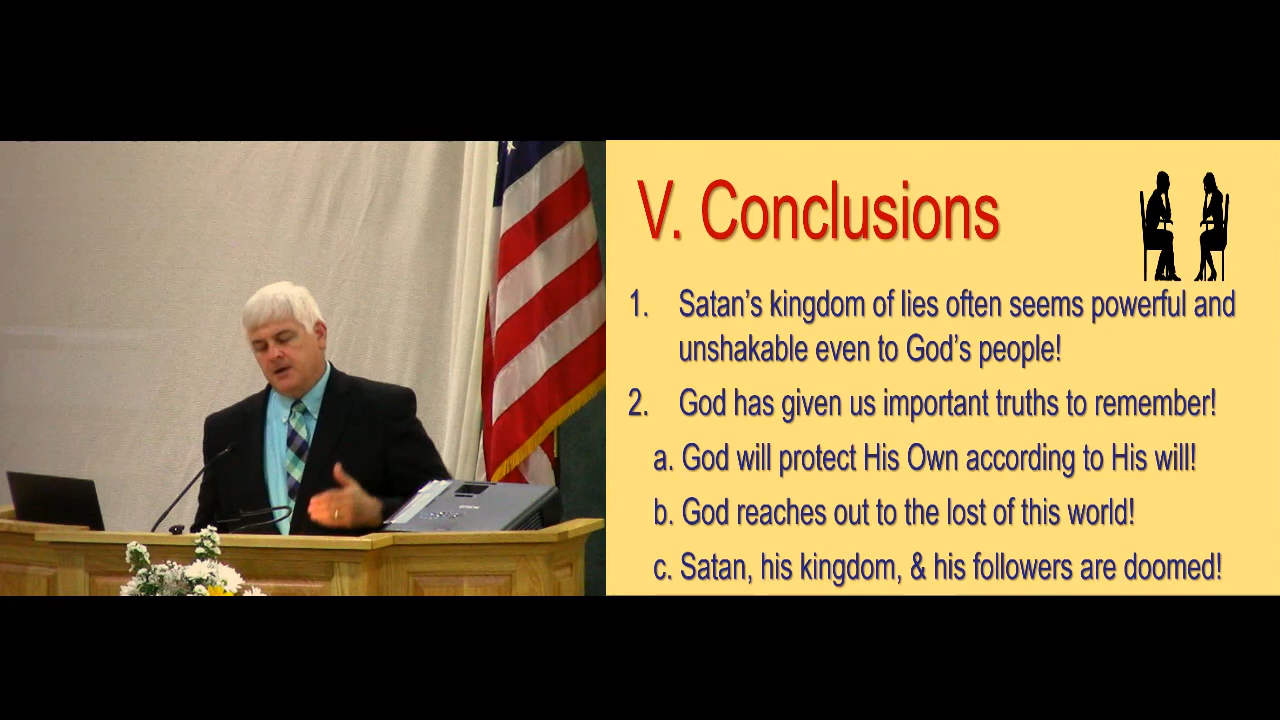 V. Conclusions
1. Satan's kingdom of lies often seems powerful and
unshakable even to God's people!
2. God has given us important truths to remember!
a. God will protect His Own according to His will!
b. God reaches out to the lost of this world!
c. Satan, his kingdom, & his followers are doomed!
EPSON